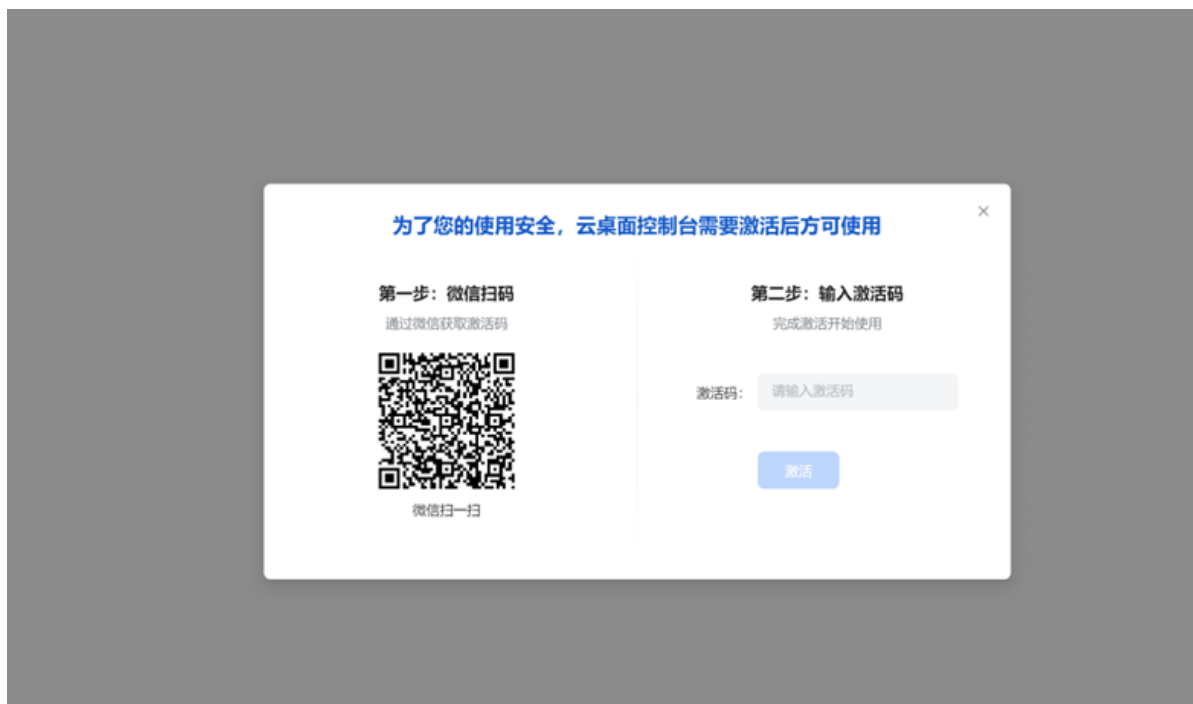 为了您的使用安全，云桌面控制台需要激活后方可使用
第一步：微信扫码
通过微信获取激活码
微信扫一扫
第二步：输入激活码
完成激活开始使用
激活码：
请输入激活码
激活